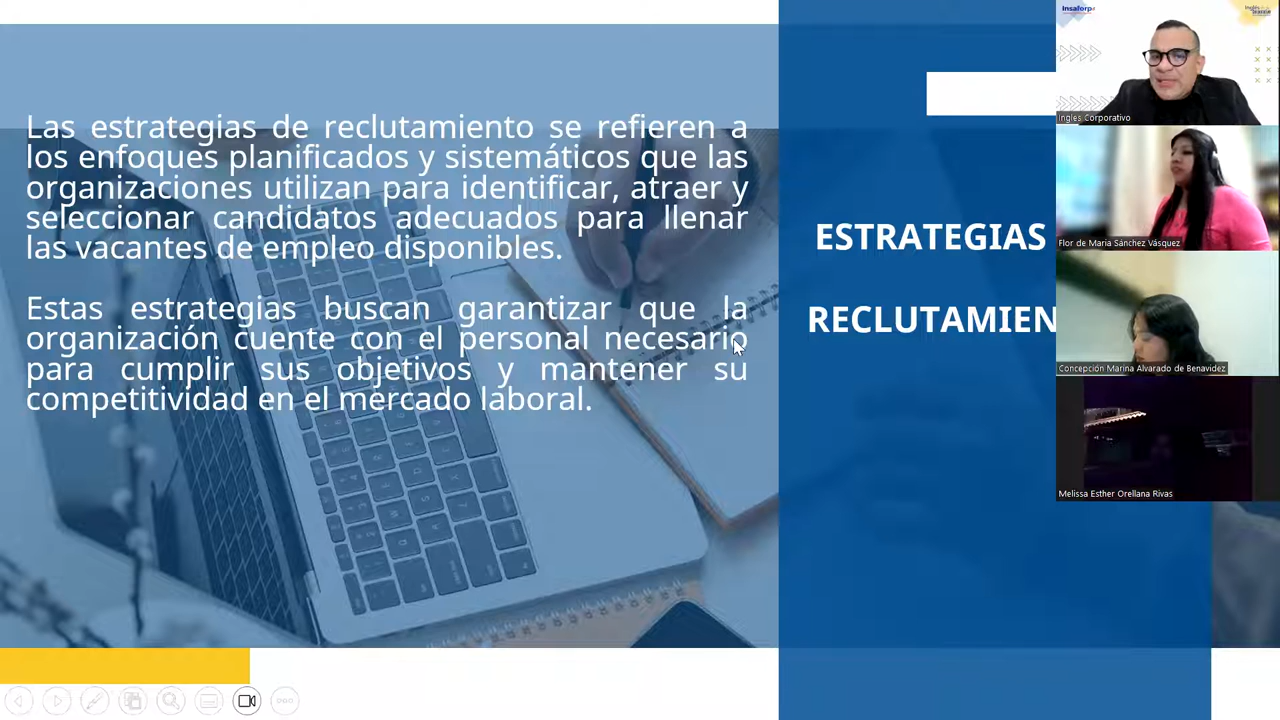 Las estrategias de reclutamiento se refieren a
los enfoques planificados y sistemáticos que las
organizaciones utilizan para identificar, atraer y
seleccionar candidatos adecuados para llenar
las vacantes de empleo disponibles.
Estas estrategias buscan garantizar que la
organización cuente con el personal necesario
para cumplir sus objetivos y mantener su
competitividad en el mercado laboral.
ESTRATEGIAS
RECLUTAMIEN
Insaforp
Ingles Corporativo
Flor de Maria Sánchez Vásquez
Concepción Marina Alvarado de Benavidez
Melissa Esther Orellana Rivas